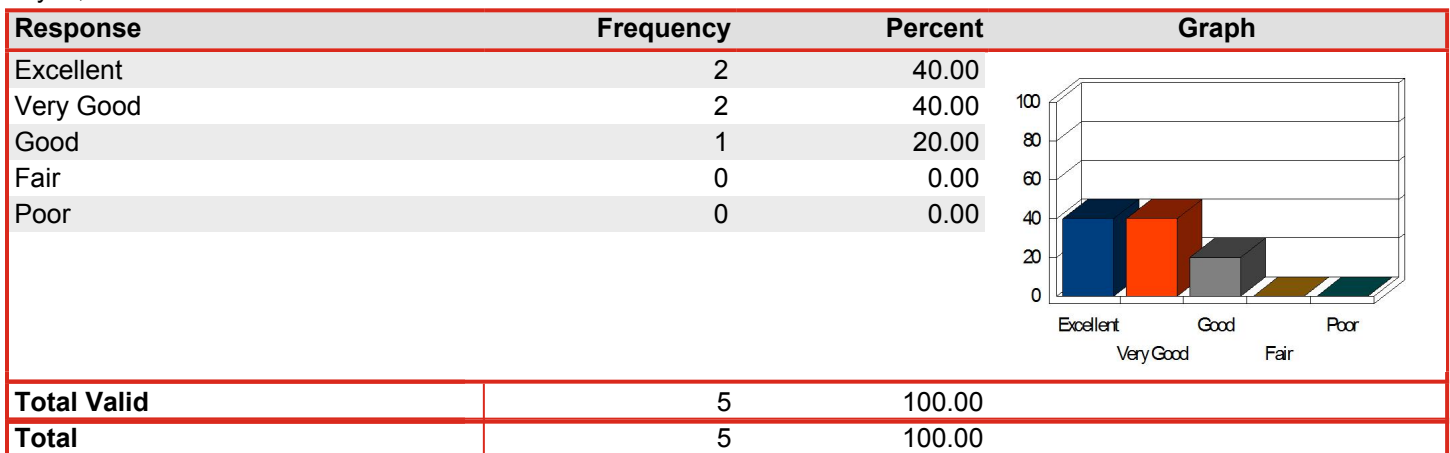 Response Frequency Percent Graph
Excellent 2 40.00
Very Good 2 40.00
Good 1 20.00
Fair 0 0.00
Poor 0 0.00
100
80
60
40
20
0
Excellent Good Poor
Very Good Fair
Total Valid 5 100.00
Total 5 100.00